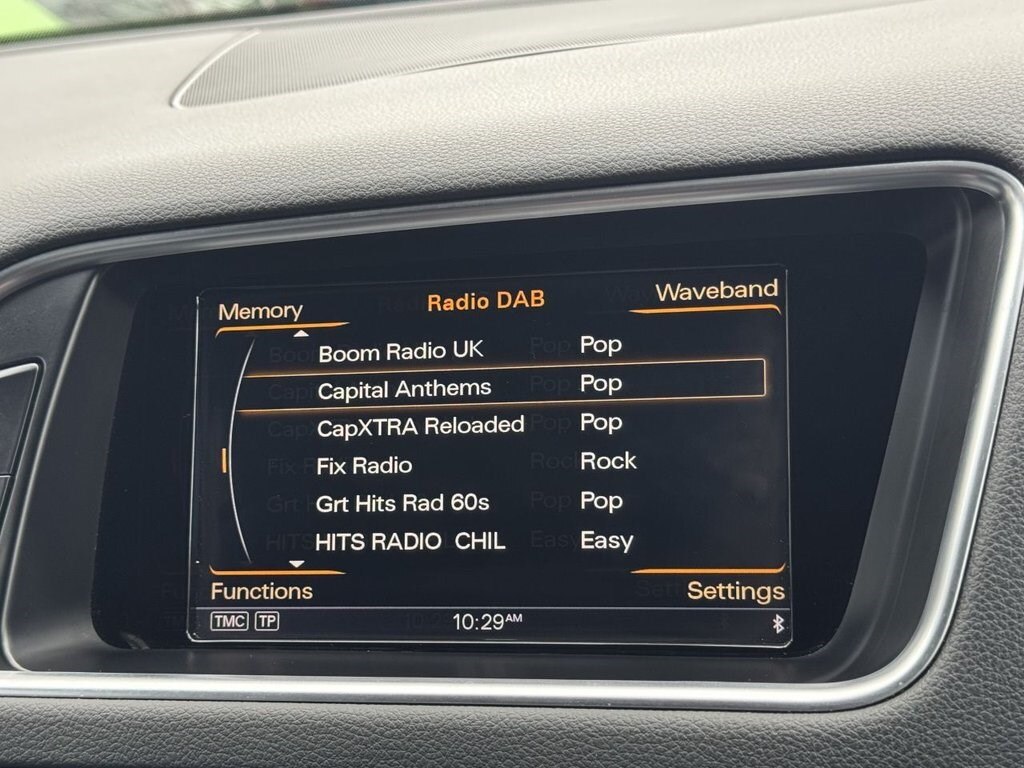 Memory Radio DAB Waveband
Boom Radio UK Pop
Capital Anthems Pop
CapXTRA Reloaded Pop
Fix Radio Rock
Grt Hits Rad 60s Pop
HITS RADIO CHIL Easy
Functions Settings
TMC TP 10:29AM